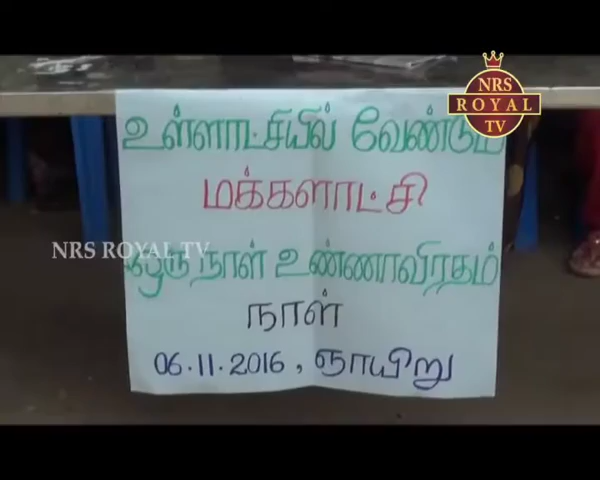 NRS
ROYAL
TV
உள்ளாட்சியில் வேண்டும்
மக்களாட்சி
NRS ROYAL TV
ஒரு நாள் உண்ணாவிரதம்
நாள்
06.11.2016, ஞாயிறு